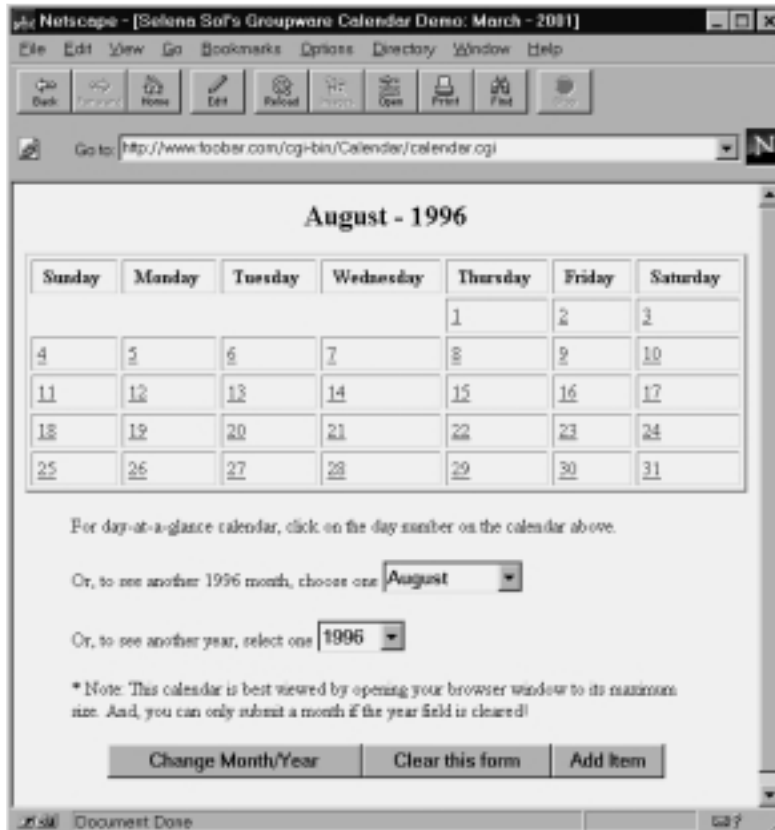 Netscape - [Selena Sol's Groupware Calendar Demo: March - 2001]
File Edit View Go Bookmarks Options Directory Window Help
Back Forward Home Edit Reload Images Open Print Find Stop
Go to: http://www.foobar.com/cgi-bin/Calendar/calendar.cgi
N
August - 1996
Sunday Monday Tuesday Wednesday Thursday Friday Saturday
1 2 3
4 5 6 7 8 9 10
11 12 13 14 15 16 17
18 19 20 21 22 23 24
25 26 27 28 29 30 31
For day-at-a-glance calendar, click on the day number on the calendar above.
Or, to see another 1996 month, choose one August
Or, to see another year, select one 1996
* Note: This calendar is best viewed by opening your browser window to its maximum
size. And, you can only submit a month if the year field is cleared!
Change Month/Year Clear this form Add Item
Document Done